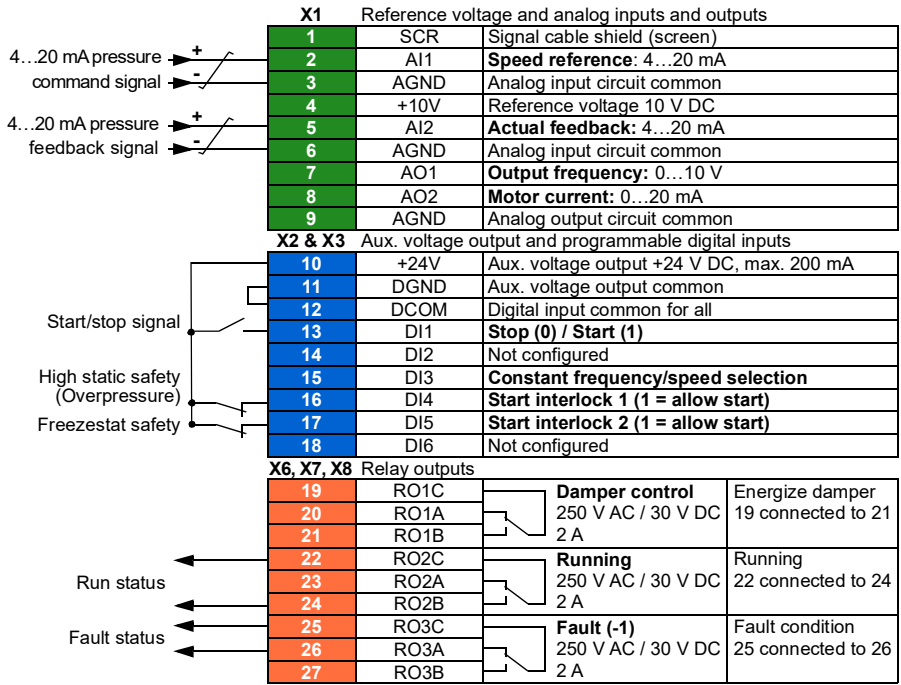 X1 Reference voltage and analog inputs and outputs
1 SCR Signal cable shield (screen)
4…20 mA pressure + 2 AI1 Speed reference: 4…20 mA
command signal - 3 AGND Analog input circuit common
4 +10V Reference voltage 10 V DC
4…20 mA pressure + 5 AI2 Actual feedback: 4…20 mA
feedback signal - 6 AGND Analog input circuit common
7 AO1 Output frequency: 0…10 V
8 AO2 Motor current: 0…20 mA
9 AGND Analog output circuit common
X2 & X3 Aux. voltage output and programmable digital inputs
10 +24V Aux. voltage output +24 V DC, max. 200 mA
11 DGND Aux. voltage output common
12 DCOM Digital input common for all
Start/stop signal 13 DI1 Stop (0) / Start (1)
14 DI2 Not configured
High static safety 15 DI3 Constant frequency/speed selection
(Overpressure) 16 DI4 Start interlock 1 (1 = allow start)
Freezestat safety 17 DI5 Start interlock 2 (1 = allow start)
18 DI6 Not configured
X6, X7, X8 Relay outputs
19 RO1C Damper control Energize damper
20 RO1A 250 V AC / 30 V DC 19 connected to 21
21 RO1B 2 A
22 RO2C Running Running
Run status 23 RO2A 250 V AC / 30 V DC 22 connected to 24
24 RO2B 2 A
Fault status 25 RO3C Fault (-1) Fault condition
26 RO3A 250 V AC / 30 V DC 25 connected to 26
27 RO3B 2 A